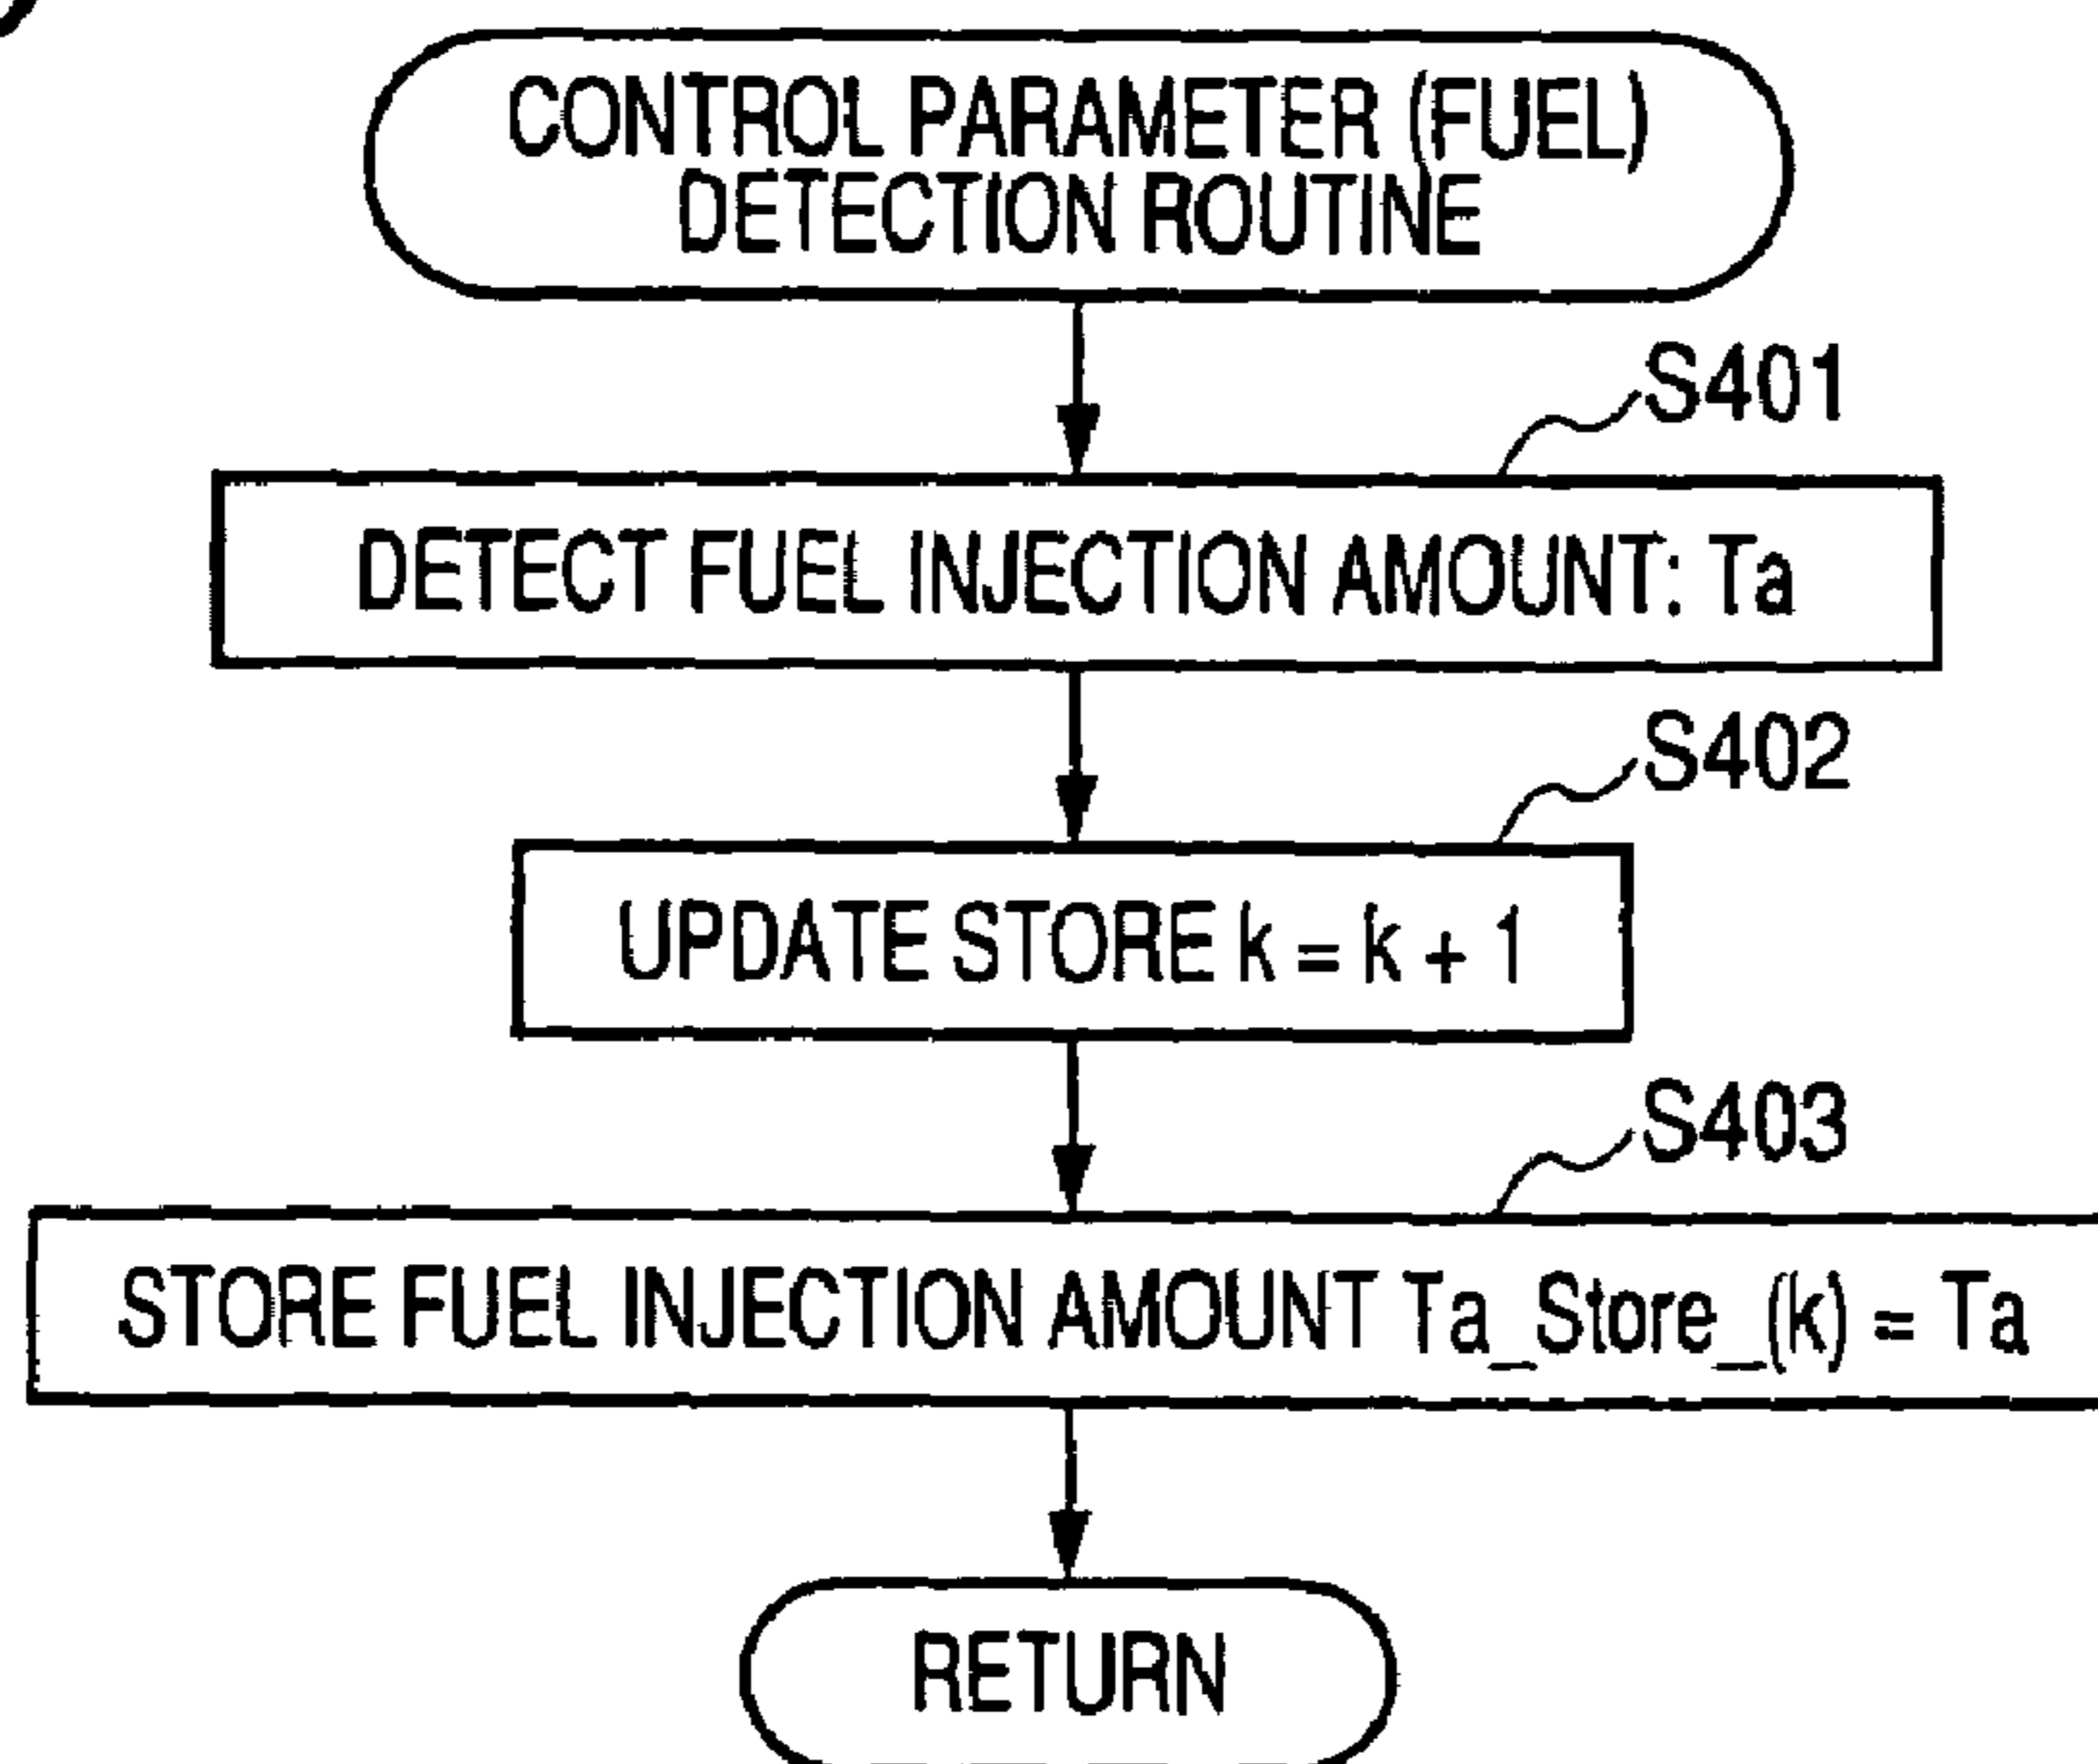 CONTROL PARAMETER (FUEL)
DETECTION ROUTINE
S401
DETECT FUEL INJECTION AMOUNT: Ta
S402
UPDATE STORE k = k + 1
S403
STORE FUEL INJECTION AMOUNT Ta_Store_(k) = Ta
RETURN